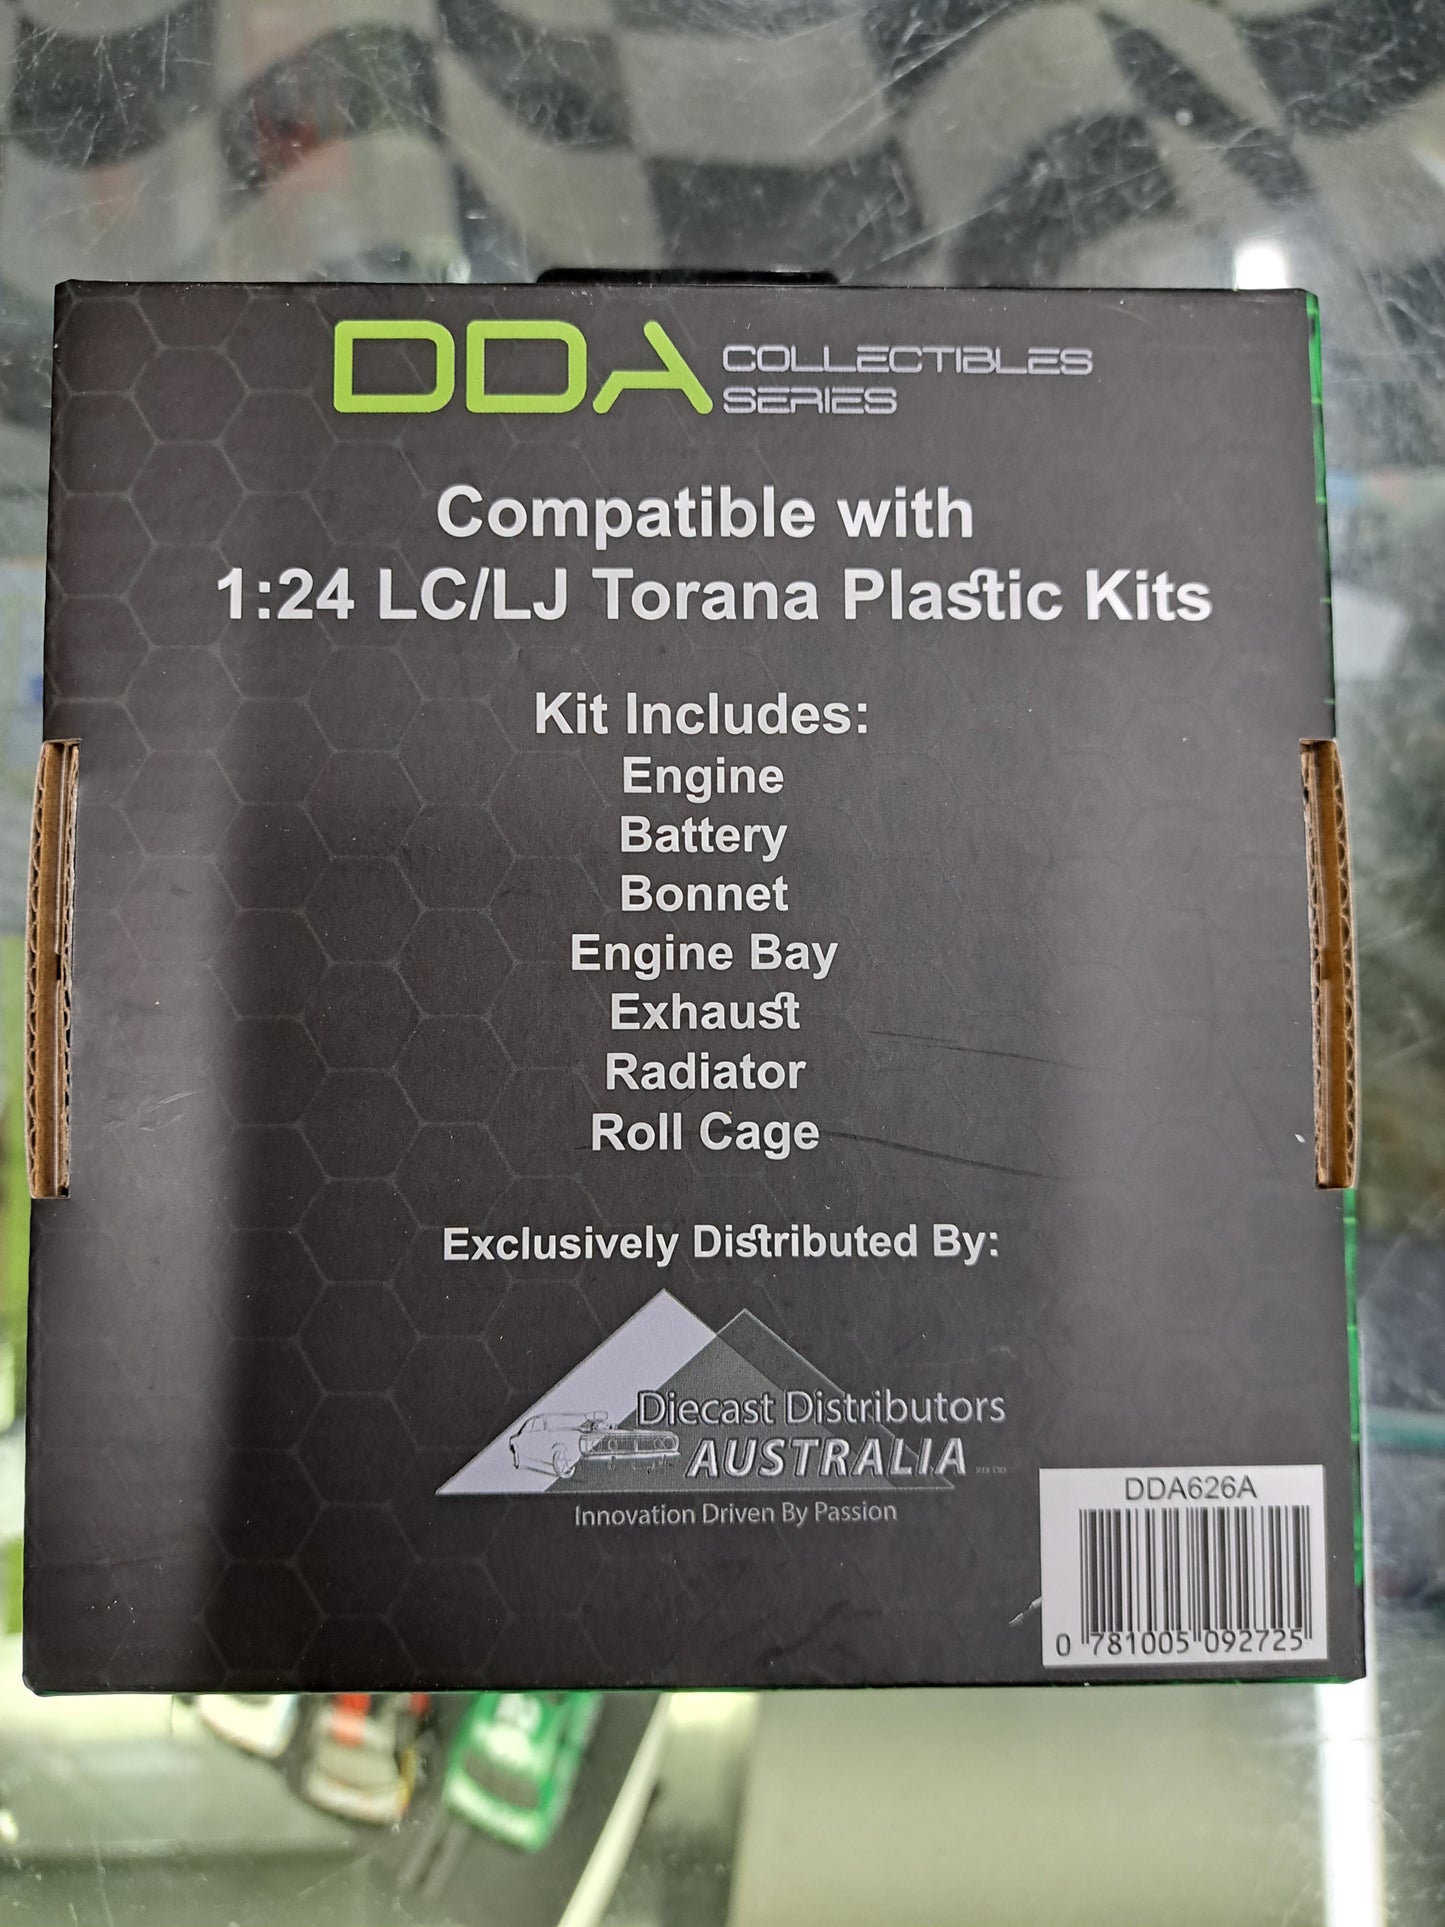 DDA COLLECTIBLES
SERIES
Compatible with
1:24 LC/LJ Torana Plastic Kits
Kit Includes:
Engine
Battery
Bonnet
Engine Bay
Exhaust
Radiator
Roll Cage
Exclusively Distributed By:
Diecast Distributors
AUSTRALIA
Innovation Driven By Passion
DDA626A
0 781005 092725